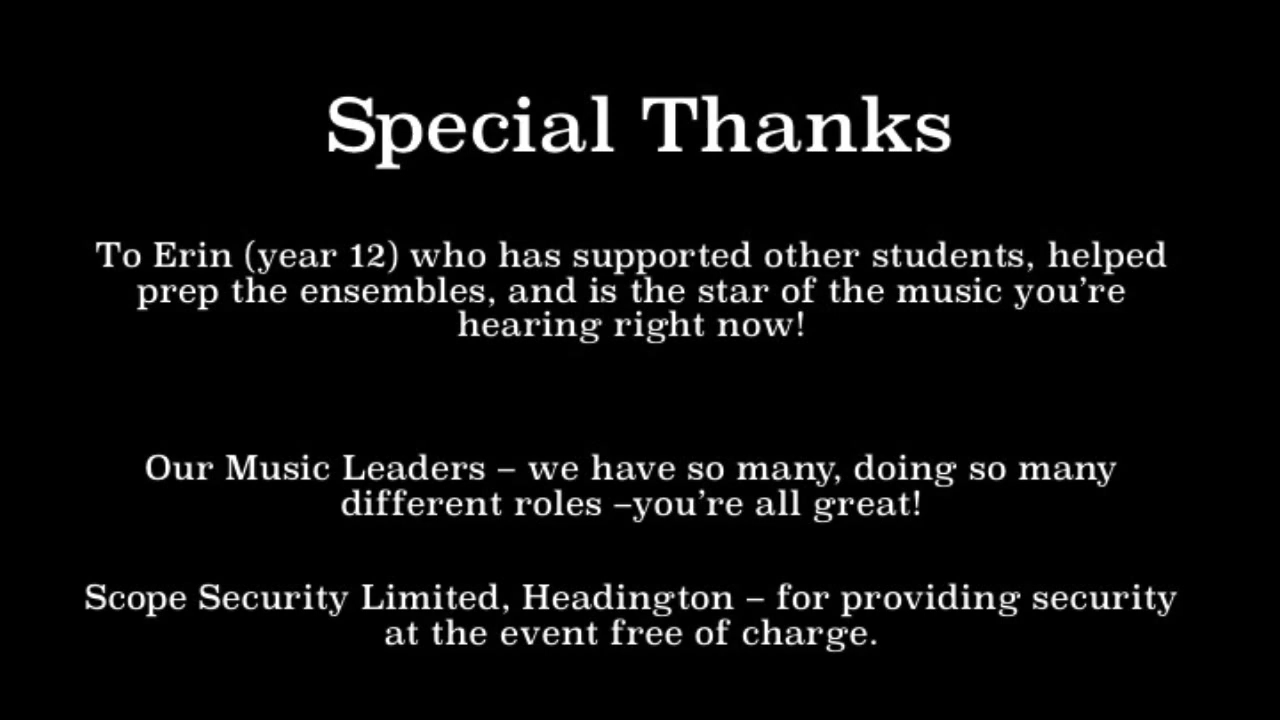 Special Thanks
To Erin (year 12) who has supported other students, helped
prep the ensembles, and is the star of the music you’re
hearing right now!
Our Music Leaders – we have so many, doing so many
different roles –you’re all great!
Scope Security Limited, Headington – for providing security
at the event free of charge.